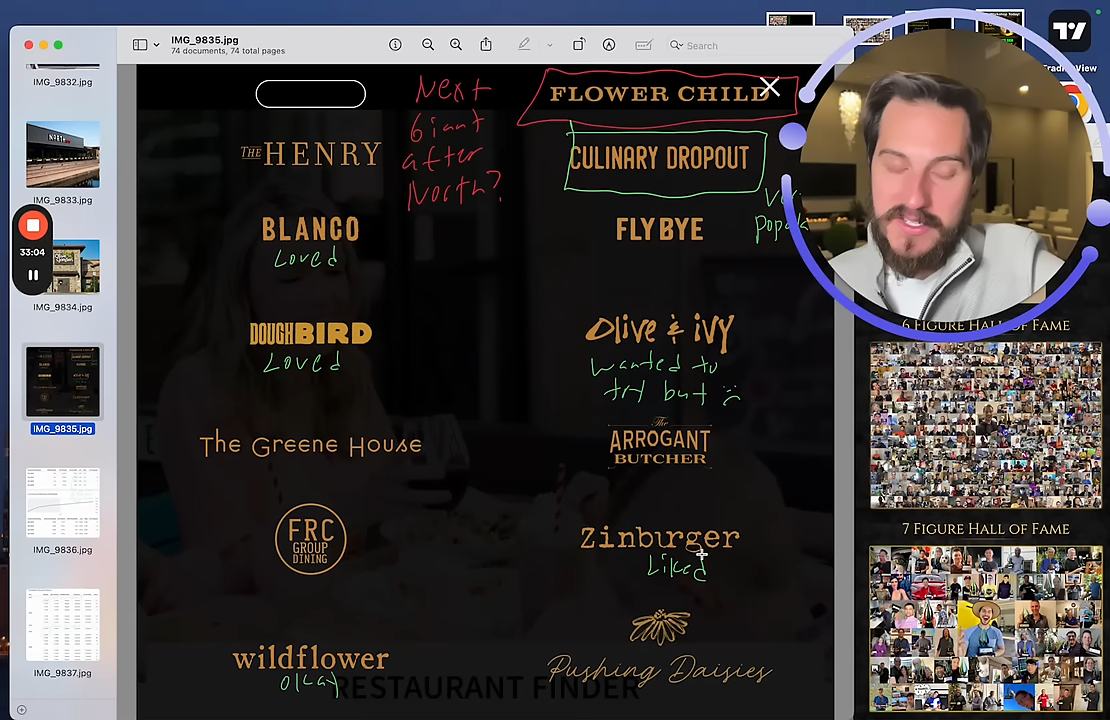 IMG_9835.jpg
74 documents, 74 total pages
Search
IMG_9832.jpg
IMG_9833.jpg
33:04
IMG_9834.jpg
IMG_9835.jpg
IMG_9836.jpg
IMG_9837.jpg
Next
Giant
after
North?
FLOWER CHILD
THE HENRY
CULINARY DROPOUT
BLANCO
Loved
FLY BYE
DOUGHBIRD
Loved
Olive & Ivy
Wanted to
try but :(
The Greene House
The
ARROGANT
BUTCHER
FRC
GROUP
DINING
Zinburger
Liked
wildflower
okay
Pushing Daisies
RESTAURANT FINDER
6 FIGURE HALL OF FAME
7 FIGURE HALL OF FAME